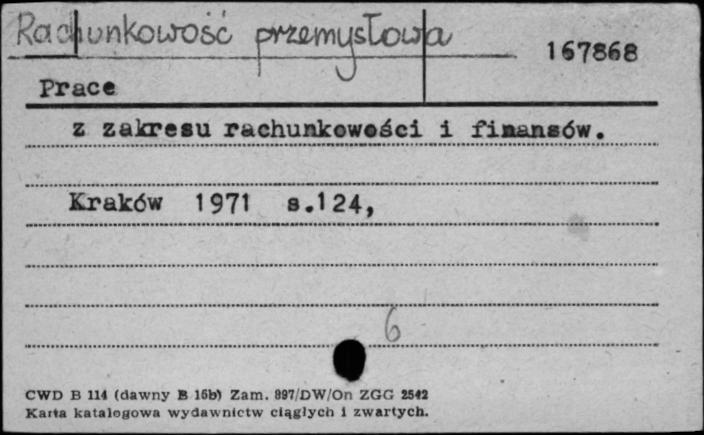 Rachunkowość przemysłowa
167868
Prace
z zakresu rachunkowości i finansów.
Kraków 1971 s.124,
6
CWD B 114 (dawny B 16b) Zam. 897/DW/On ZGG 2542
Karta katalogowa wydawnictw ciągłych i zwartych.